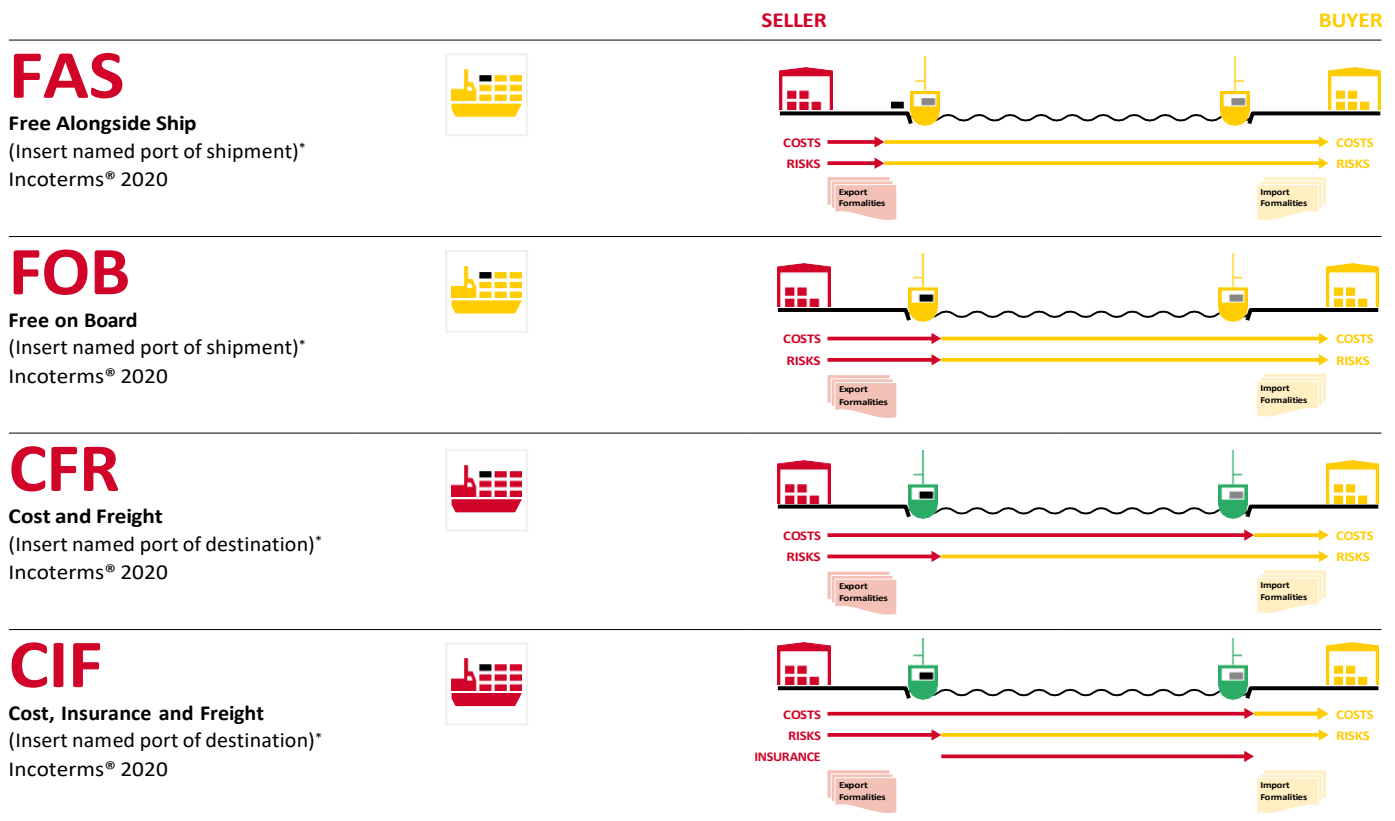 SELLER BUYER
FAS
Free Alongside Ship
(Insert named port of shipment)*
Incoterms® 2020
COSTS COSTS
RISKS RISKS
Export Import
Formalities Formalities
FOB
Free on Board
(Insert named port of shipment)*
Incoterms® 2020
COSTS COSTS
RISKS RISKS
Export Import
Formalities Formalities
CFR
Cost and Freight
(Insert named port of destination)*
Incoterms® 2020
COSTS COSTS
RISKS RISKS
Export Import
Formalities Formalities
CIF
Cost, Insurance and Freight
(Insert named port of destination)*
Incoterms® 2020
COSTS COSTS
RISKS RISKS
INSURANCE
Export Import
Formalities Formalities